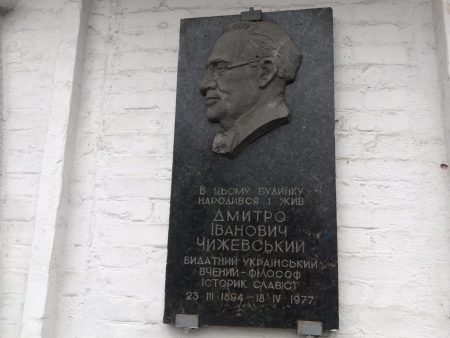 В ЦЬОМУ БУДИНКУ
НАРОДИВСЯ І ЖИВ
ДМИТРО
ІВАНОВИЧ
ЧИЖЕВСЬКИЙ
ВИДАТНИЙ УКРАЇНСЬКИЙ
ВЧЕНИЙ-ФІЛОСОФ
ІСТОРИК СЛАВІСТ
23 III 1894 – 18 IV 1977